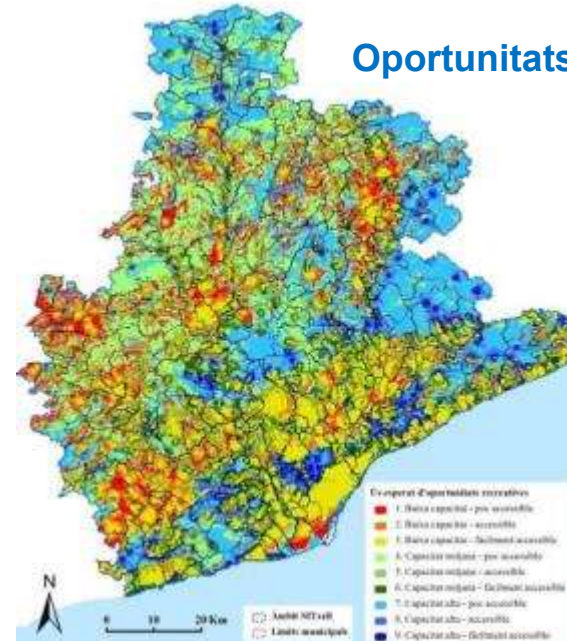 Oportunitats
Ús esperat d'oportunitats recreatives
1. Baixa capacitat - poc accessible
2. Baixa capacitat - accessible
3. Baixa capacitat - fàcilment accessible
4. Capacitat mitjana - poc accessible
5. Capacitat mitjana - accessible
6. Capacitat mitjana - fàcilment accessible
7. Capacitat alta - poc accessible
8. Capacitat alta - accessible
9. Capacitat alta - fàcilment accessible
N
0 10 20 Km
Àmbit SITxell
Límits municipals